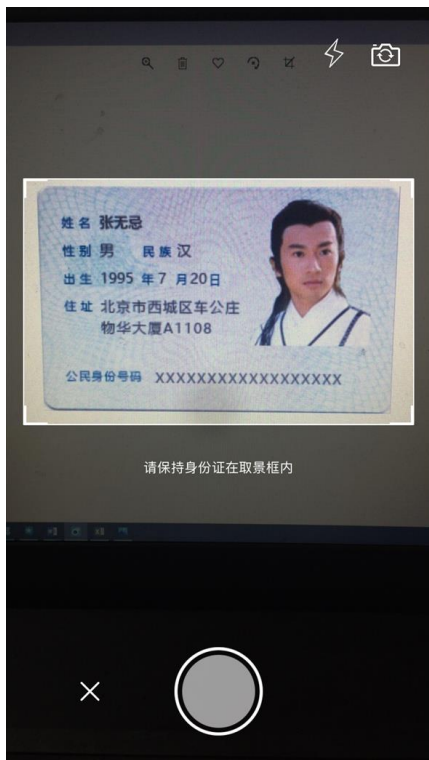 姓名 张无忌
性别 男 民族 汉
出生 1995 年 7 月 20 日
住址 北京市西城区车公庄
物华大厦A1108
公民身份号码 XXXXXXXXXXXXXXXXXX
请保持身份证在取景框内